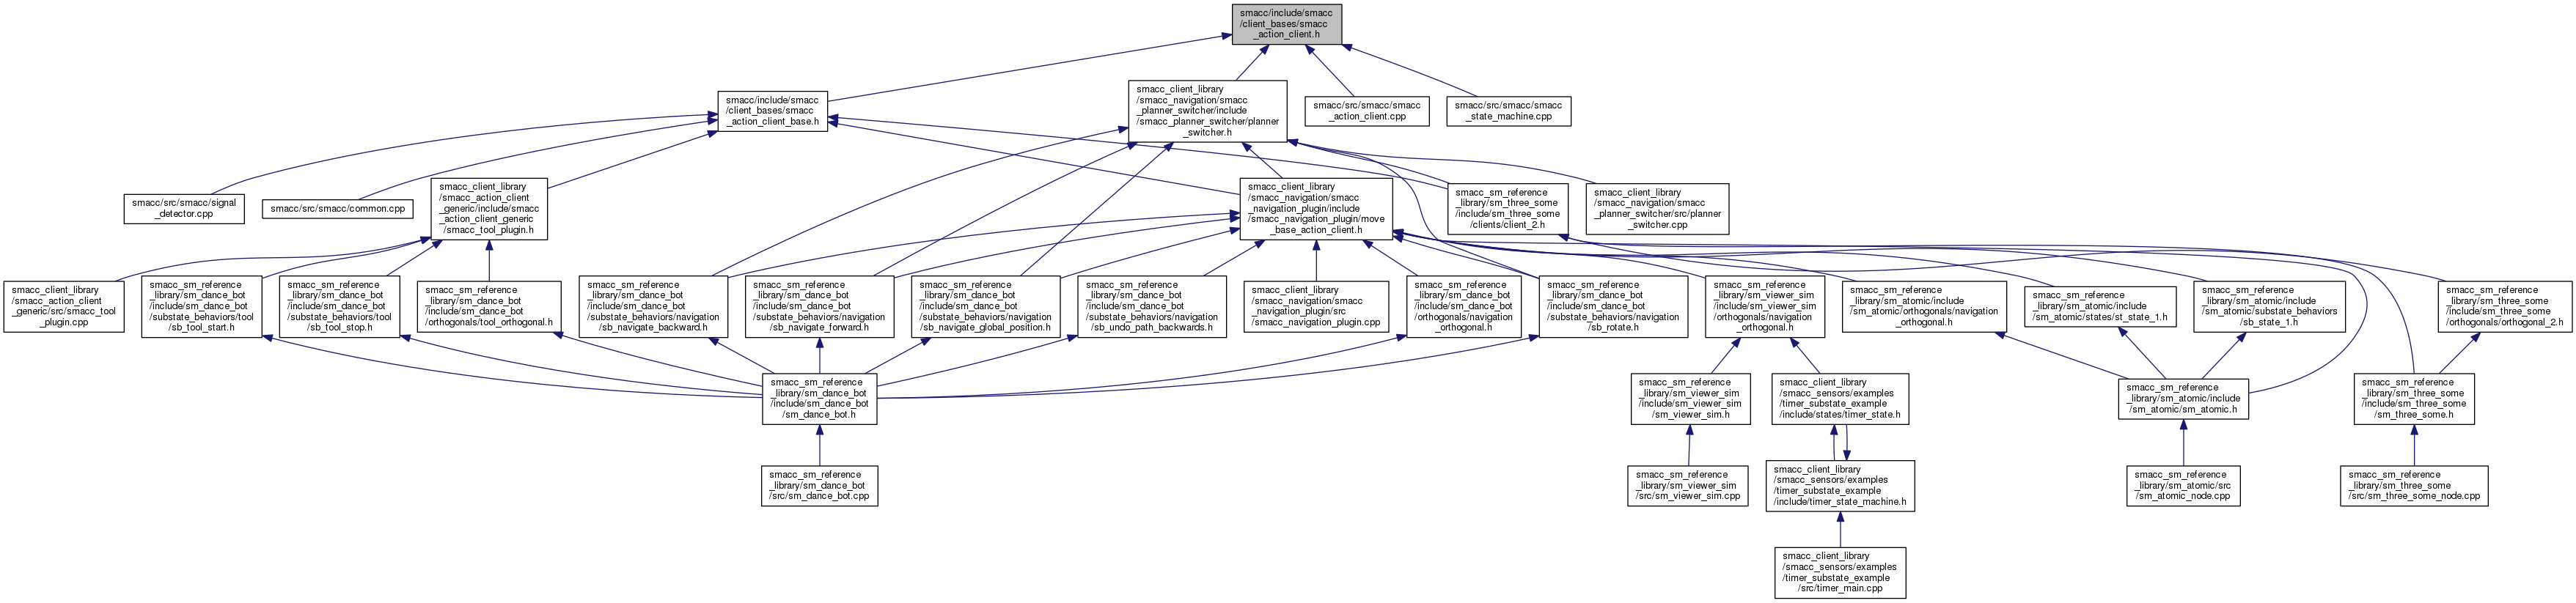 smacc/include/smacc
/client_bases/smacc
_action_client.h
smacc/include/smacc
/client_bases/smacc
_action_client_base.h
smacc_client_library
/smacc_navigation/smacc
_planner_switcher/include
/smacc_planner_switcher/planner
_switcher.h
smacc/src/smacc/smacc
_action_client.cpp
smacc/src/smacc/smacc
_state_machine.cpp
smacc/src/smacc/signal
_detector.cpp
smacc/src/smacc/common.cpp
smacc_client_library
/smacc_action_client
_generic/include/smacc
_action_client_generic
/smacc_tool_plugin.h
smacc_client_library
/smacc_navigation/smacc
_navigation_plugin/include
/smacc_navigation_plugin/move
_base_action_client.h
smacc_sm_reference
_library/sm_three_some
/include/sm_three_some
/clients/client_2.h
smacc_client_library
/smacc_navigation/smacc
_planner_switcher/src/planner
_switcher.cpp
smacc_client_library
/smacc_action_client
_generic/src/smacc_tool
_plugin.cpp
smacc_sm_reference
_library/sm_dance_bot
/include/sm_dance_bot
/substate_behaviors/tool
/sb_tool_start.h
smacc_sm_reference
_library/sm_dance_bot
/include/sm_dance_bot
/substate_behaviors/tool
/sb_tool_stop.h
smacc_sm_reference
_library/sm_dance_bot
/include/sm_dance_bot
/orthogonals/tool_orthogonal.h
smacc_sm_reference
_library/sm_dance_bot
/include/sm_dance_bot
/substate_behaviors/navigation
/sb_navigate_backward.h
smacc_sm_reference
_library/sm_dance_bot
/include/sm_dance_bot
/substate_behaviors/navigation
/sb_navigate_forward.h
smacc_sm_reference
_library/sm_dance_bot
/include/sm_dance_bot
/substate_behaviors/navigation
/sb_navigate_global_position.h
smacc_sm_reference
_library/sm_dance_bot
/include/sm_dance_bot
/substate_behaviors/navigation
/sb_undo_path_backwards.h
smacc_client_library
/smacc_navigation/smacc
_navigation_plugin/src
/smacc_navigation_plugin.cpp
smacc_sm_reference
_library/sm_dance_bot
/include/sm_dance_bot
/orthogonals/navigation
_orthogonal.h
smacc_sm_reference
_library/sm_dance_bot
/include/sm_dance_bot
/substate_behaviors/navigation
/sb_rotate.h
smacc_sm_reference
_library/sm_viewer_sim
/include/sm_viewer_sim
/orthogonals/navigation
_orthogonal.h
smacc_sm_reference
_library/sm_atomic/include
/sm_atomic/orthogonals/navigation
_orthogonal.h
smacc_sm_reference
_library/sm_atomic/include
/sm_atomic/states/st_state_1.h
smacc_sm_reference
_library/sm_atomic/include
/sm_atomic/substate_behaviors
/sb_state_1.h
smacc_sm_reference
_library/sm_three_some
/include/sm_three_some
/orthogonals/orthogonal_2.h
smacc_sm_reference
_library/sm_dance_bot
/include/sm_dance_bot
/sm_dance_bot.h
smacc_sm_reference
_library/sm_viewer_sim
/include/sm_viewer_sim
/sm_viewer_sim.h
smacc_client_library
/smacc_sensors/examples
/timer_substate_example
/include/states/timer_state.h
smacc_sm_reference
_library/sm_atomic/include
/sm_atomic/sm_atomic.h
smacc_sm_reference
_library/sm_three_some
/include/sm_three_some
/sm_three_some.h
smacc_sm_reference
_library/sm_dance_bot
/src/sm_dance_bot.cpp
smacc_sm_reference
_library/sm_viewer_sim
/src/sm_viewer_sim.cpp
smacc_client_library
/smacc_sensors/examples
/timer_substate_example
/include/timer_state_machine.h
smacc_sm_reference
_library/sm_atomic/src
/sm_atomic_node.cpp
smacc_sm_reference
_library/sm_three_some
/src/sm_three_some_node.cpp
smacc_client_library
/smacc_sensors/examples
/timer_substate_example
/src/timer_main.cpp